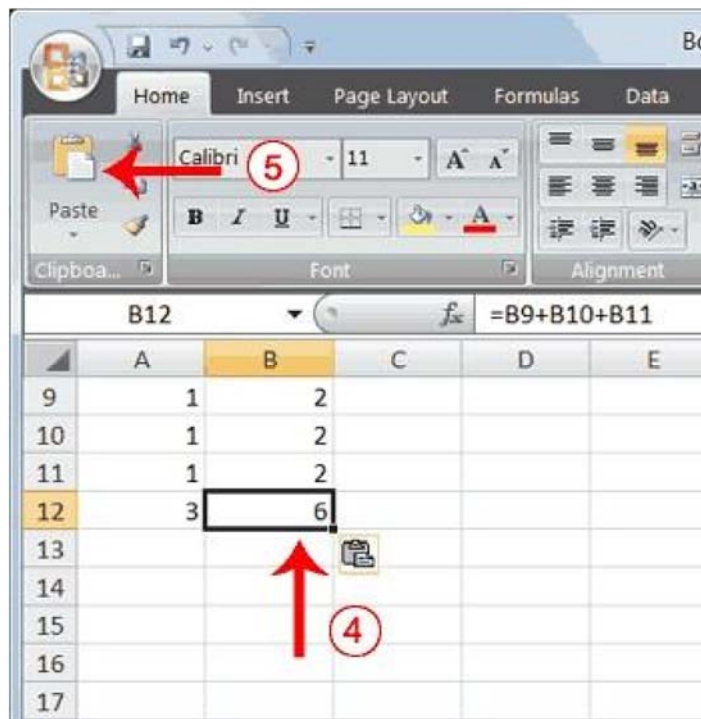 Bo
Home Insert Page Layout Formulas Data
Calibri 5 11 A A
Paste B I U A
Clipboa... Font Alignment
B12 fx =B9+B10+B11
A B C D E
9 1 2
10 1 2
11 1 2
12 3 6
13
14
15 4
16
17